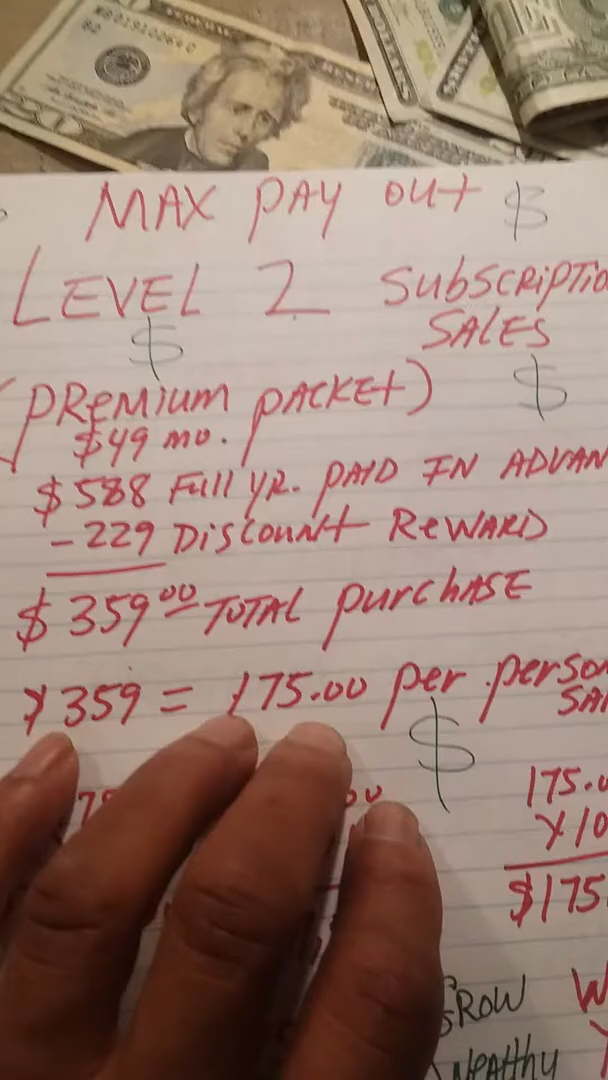 MAX PAY OUT $
LEVEL 2 SUBSCRIPTIO
SALES
$
(PREMIUM PACKET) $
$49 MO.
$588 Full YR. PAID IN ADVAN
-229 DISCOUNT REWARD
$359.00 TOTAL PURCHASE
359 = 175.00 per person
SAL
$
175.0
X10
$175
GROW W
WEALTHY Y